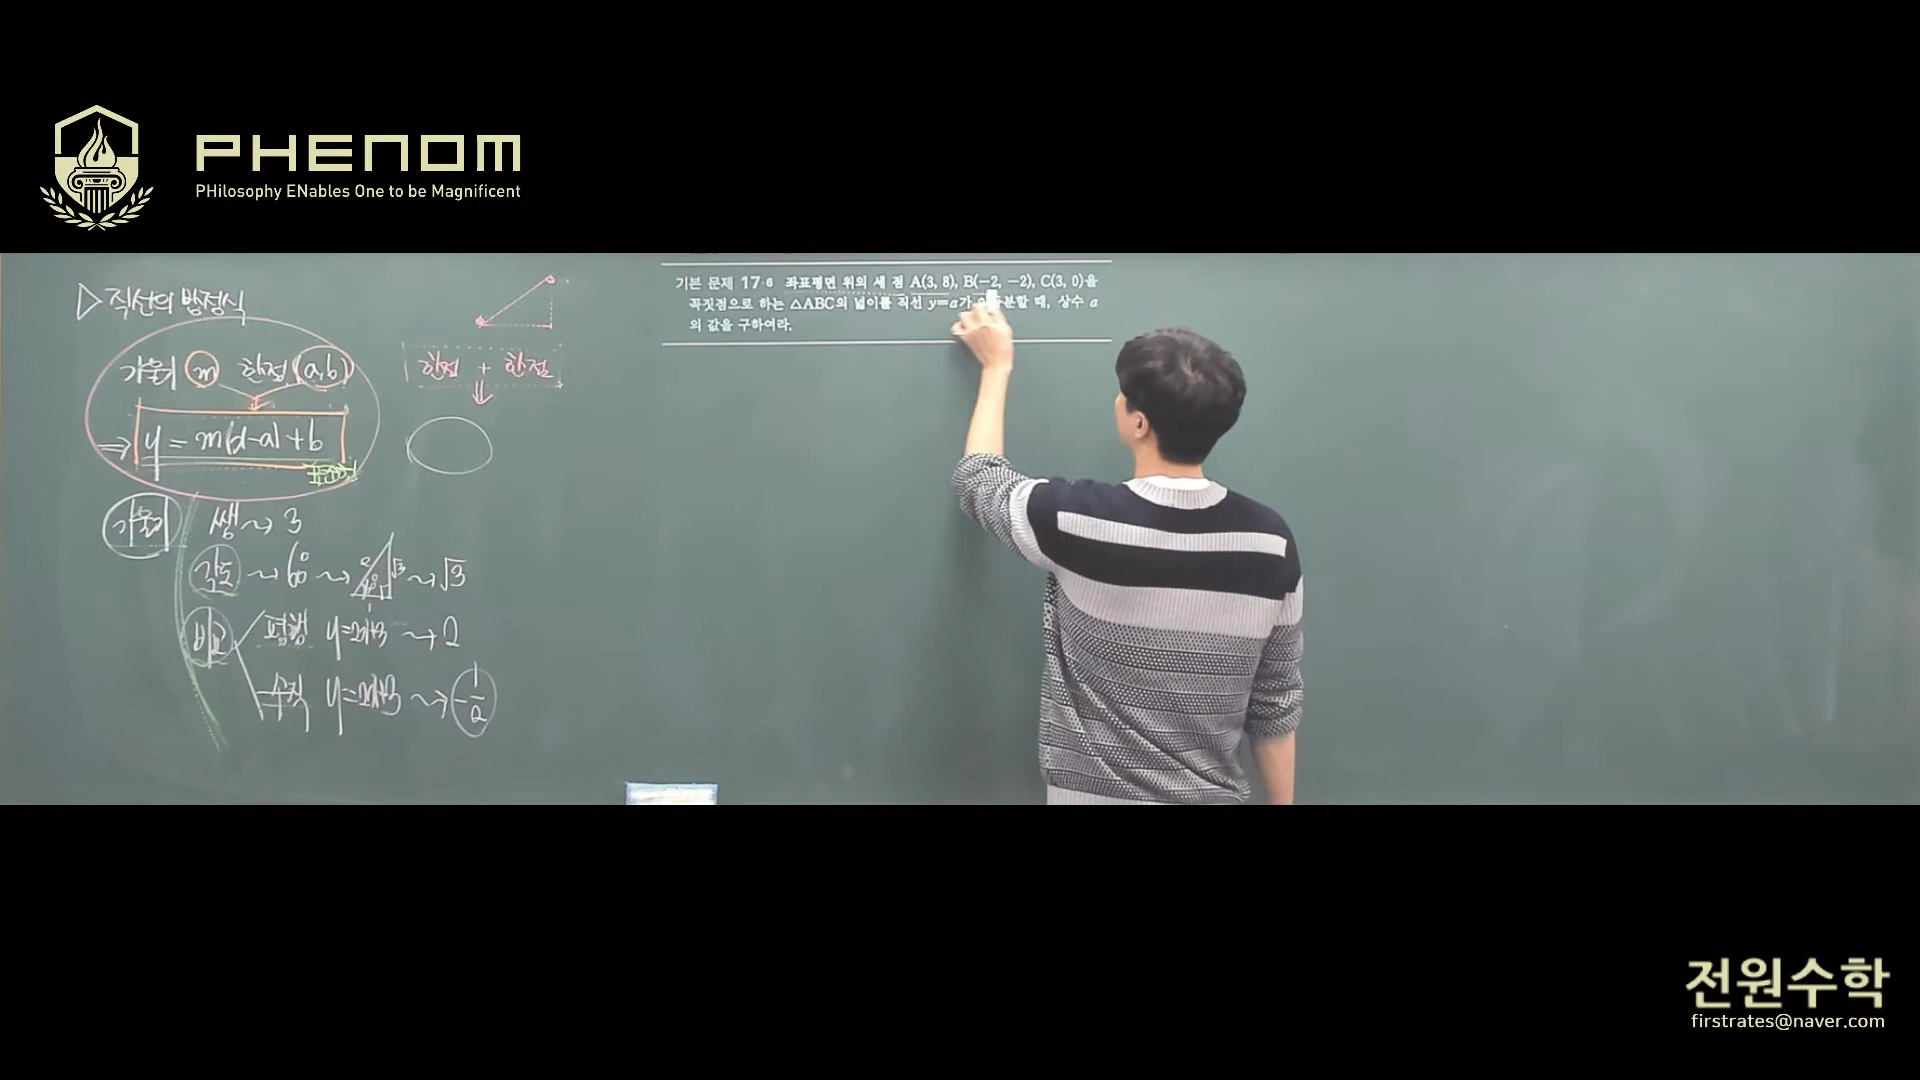 PHENOM
PHilosophy ENables One to be Magnificent
▷직선의 방정식
기울기 m 한점 (a,b)
⇒ y = m(x-a)+b
한점 + 한점
기울기 쌩 ~> 3
각도 ~> 60° ~> √3 ~> √3
비교 평행 y=2x+3 ~> 2
수직 y=2x+3 ~> -1/2
기본 문제 17·6 좌표평면 위의 세 점 A(3, 8), B(-2, -2), C(3, 0)을
꼭짓점으로 하는 △ABC의 넓이를 직선 y=a가 분할 때, 상수 a
의 값을 구하여라.
전원수학
firstrates@naver.com